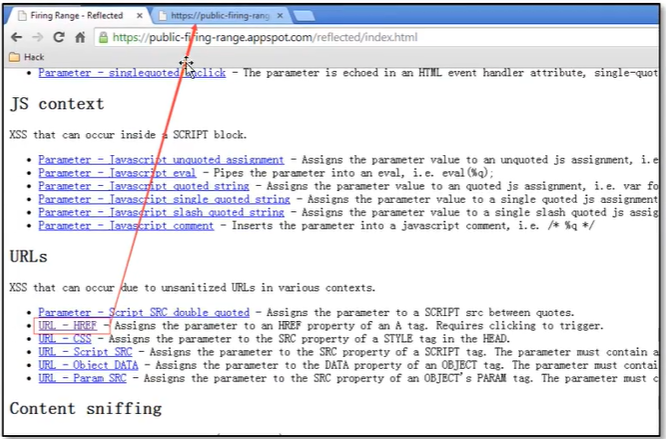 Firing Range - Reflected
https://public-firing-rang
https://public-firing-range.appspot.com/reflected/index.html
Hack
Parameter - singlequoted onclick - The parameter is echoed in an HTML event handler attribute, single-quot
JS context
XSS that can occur inside a SCRIPT block.
Parameter - Javascript unquoted assignment - Assigns the parameter value to an unquoted js assignment, i.e
Parameter - Javascript eval - Pipes the parameter into an eval, i.e. eval(%q);
Parameter - Javascript quoted string - Assigns the parameter value to an quoted js assignment, i.e. var fo
Parameter - Javascript single quoted string - Assigns the parameter value to a single quoted js assignment
Parameter - Javascript slash quoted string - Assigns the parameter value to a single slash quoted js assig
Parameter - Javascript comment - Inserts the parameter into a javascript comment, i.e. /* %q */
URLs
XSS that can occur due to unsanitized URLs in various contexts.
Parameter - Script SRC double quoted - Assigns the parameter to a SCRIPT src between quotes.
URL - HREF - Assigns the parameter to an HREF property of an A tag. Requires clicking to trigger.
URL - CSS - Assigns the parameter to the SRC property of a STYLE tag in the HEAD.
URL - Script SRC - Assigns the parameter to the SRC property of a SCRIPT tag. The parameter must contain a
URL - Object DATA - Assigns the parameter to the DATA property of an OBJECT tag. The parameter must contai
URL - Param SRC - Assigns the parameter to the SRC property of an OBJECT's PARAM tag. The parameter must c
Content sniffing